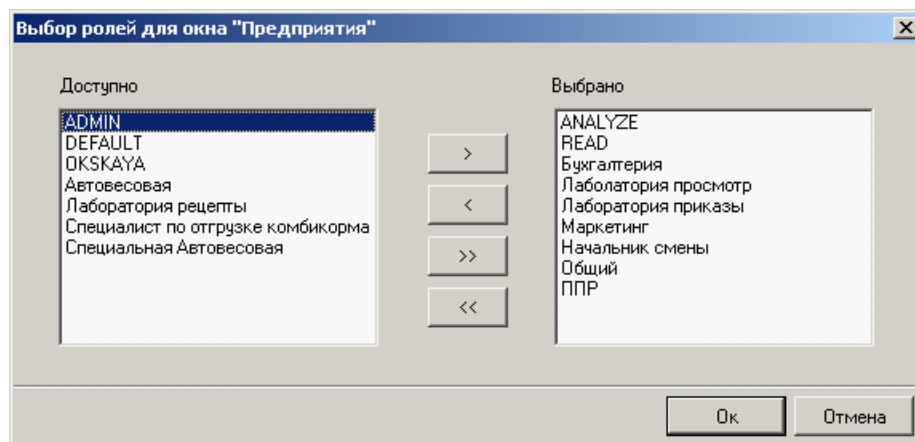 Выбор ролей для окна "Предприятия"
Доступно
ADMIN
DEFAULT
OKSKAYA
Автовесовая
Лаборатория рецепты
Специалист по отгрузке комбикорма
Специальная Автовесовая
>
<
>>
<<
Выбрано
ANALYZE
READ
Бухгалтерия
Лаболатория просмотр
Лаборатория приказы
Маркетинг
Начальник смены
Общий
ППР
Ок
Отмена